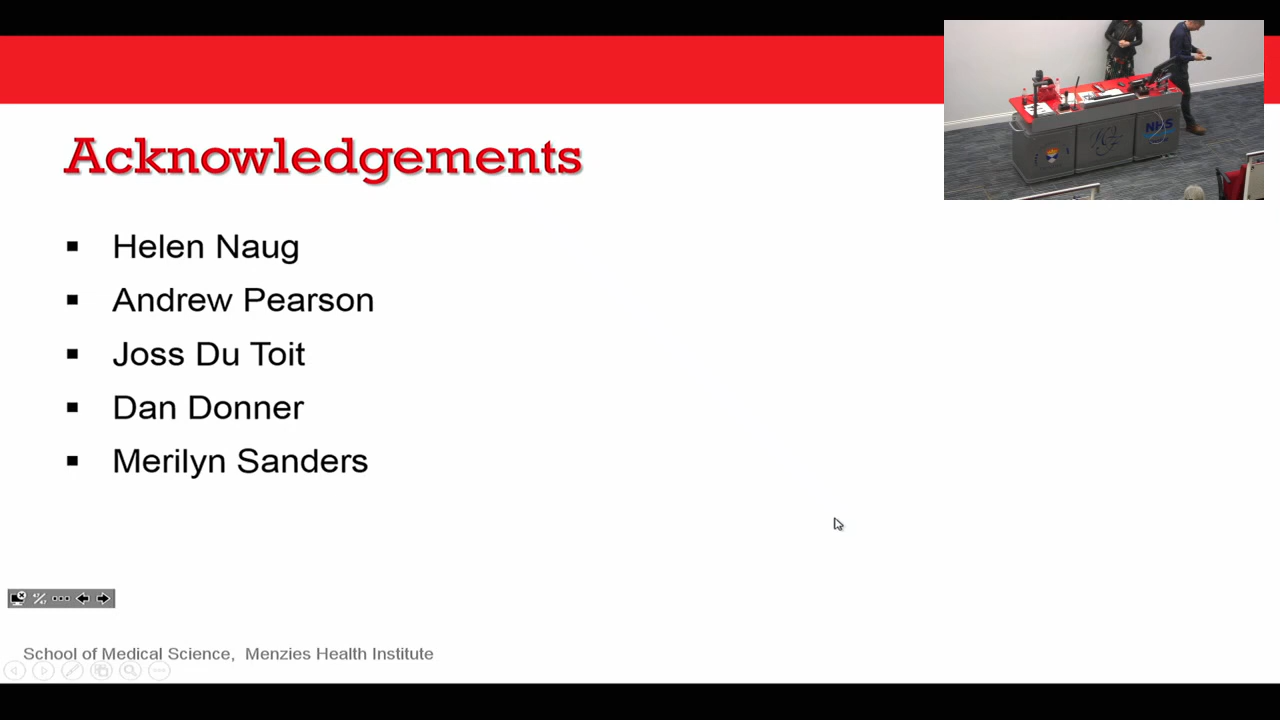 Acknowledgements
Helen Naug
Andrew Pearson
Joss Du Toit
Dan Donner
Merilyn Sanders
School of Medical Science, Menzies Health Institute
NHS